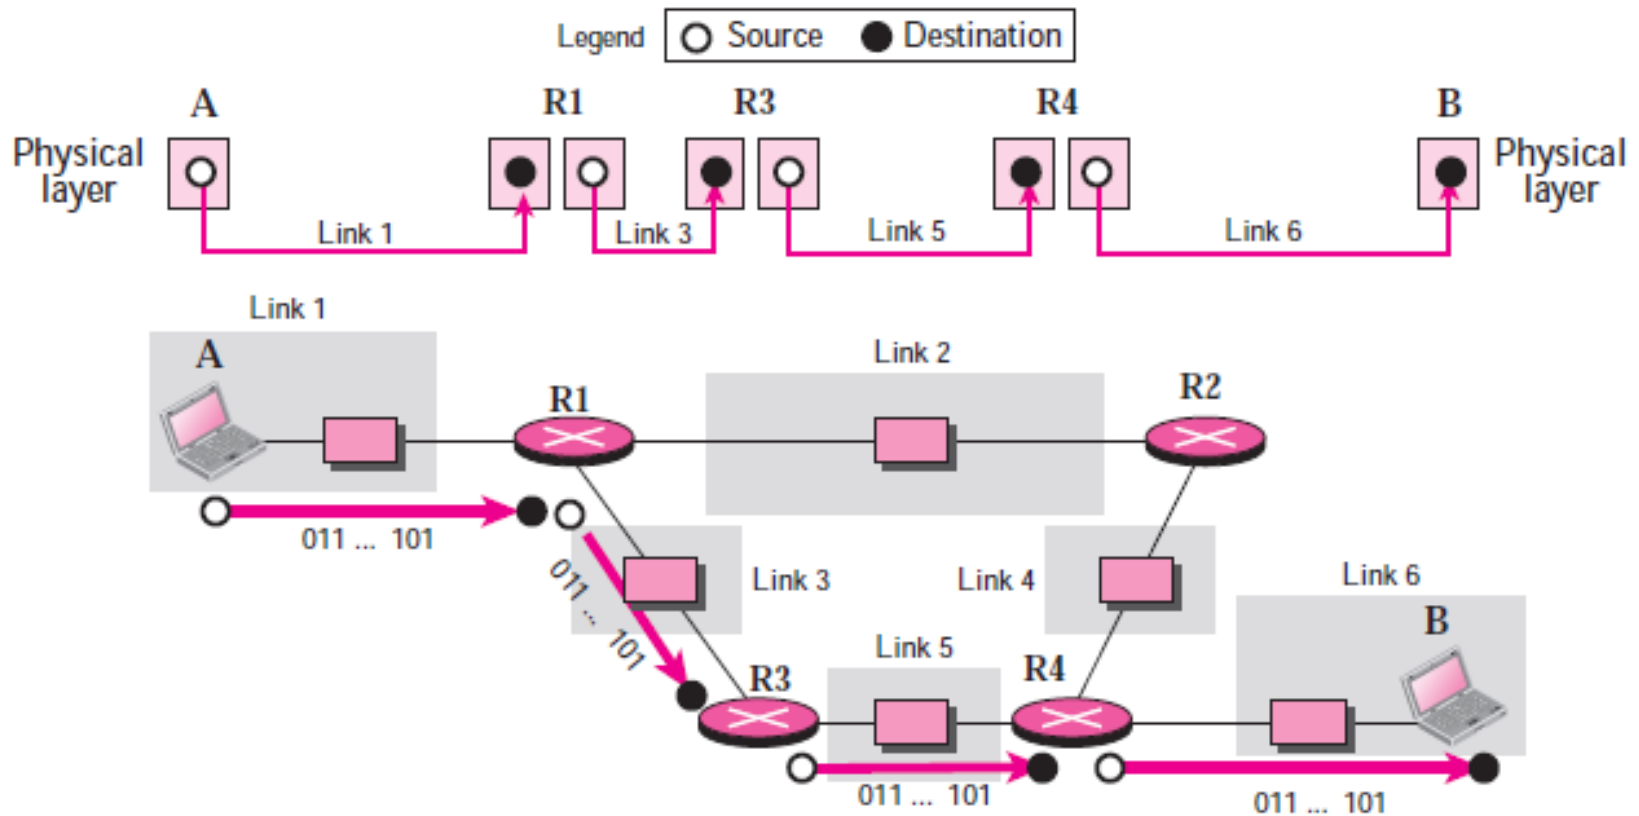 Legend Source Destination
A R1 R3 R4 B
Physical
layer
Physical
layer
Link 1 Link 3 Link 5 Link 6
Link 1
A
Link 2
R1
R2
011 ... 101
011 ... 101
Link 3
Link 4
Link 6
B
Link 5
R3
R4
011 ... 101
011 ... 101